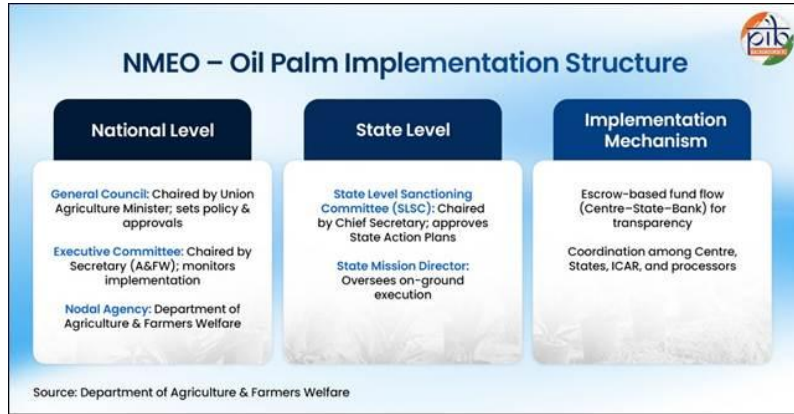 pib
NMEO – Oil Palm Implementation Structure
National Level
General Council: Chaired by Union
Agriculture Minister; sets policy &
approvals
Executive Committee: Chaired by
Secretary (A&FW); monitors
implementation
Nodal Agency: Department of
Agriculture & Farmers Welfare
State Level
State Level Sanctioning
Committee (SLSC): Chaired
by Chief Secretary; approves
State Action Plans
State Mission Director:
Oversees on-ground
execution
Implementation
Mechanism
Escrow-based fund flow
(Centre–State–Bank) for
transparency
Coordination among Centre,
States, ICAR, and processors
Source: Department of Agriculture & Farmers Welfare